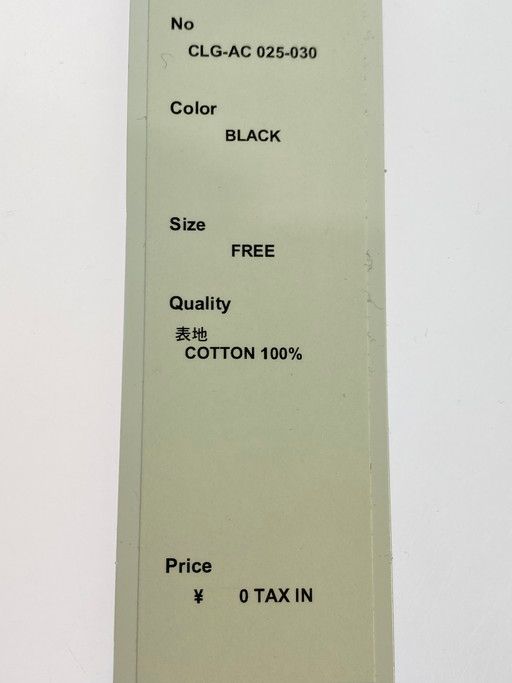 No
CLG-AC 025-030
Color
BLACK
Size
FREE
Quality
表地
COTTON 100%
Price
¥ 0 TAX IN